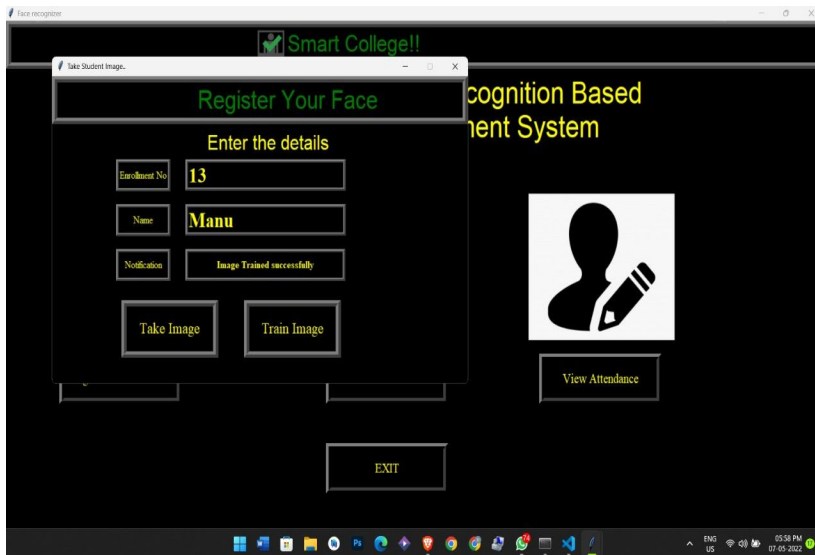 Face recognizer
Smart College!!
Take Student Image..
Register Your Face
cognition Based
ent System
Enter the details
Enrollment No
13
Name
Manu
Notification
Image Trained successfully
Take Image
Train Image
View Attendance
EXIT
Ps
ENG
US
05:58 PM
07-05-2022